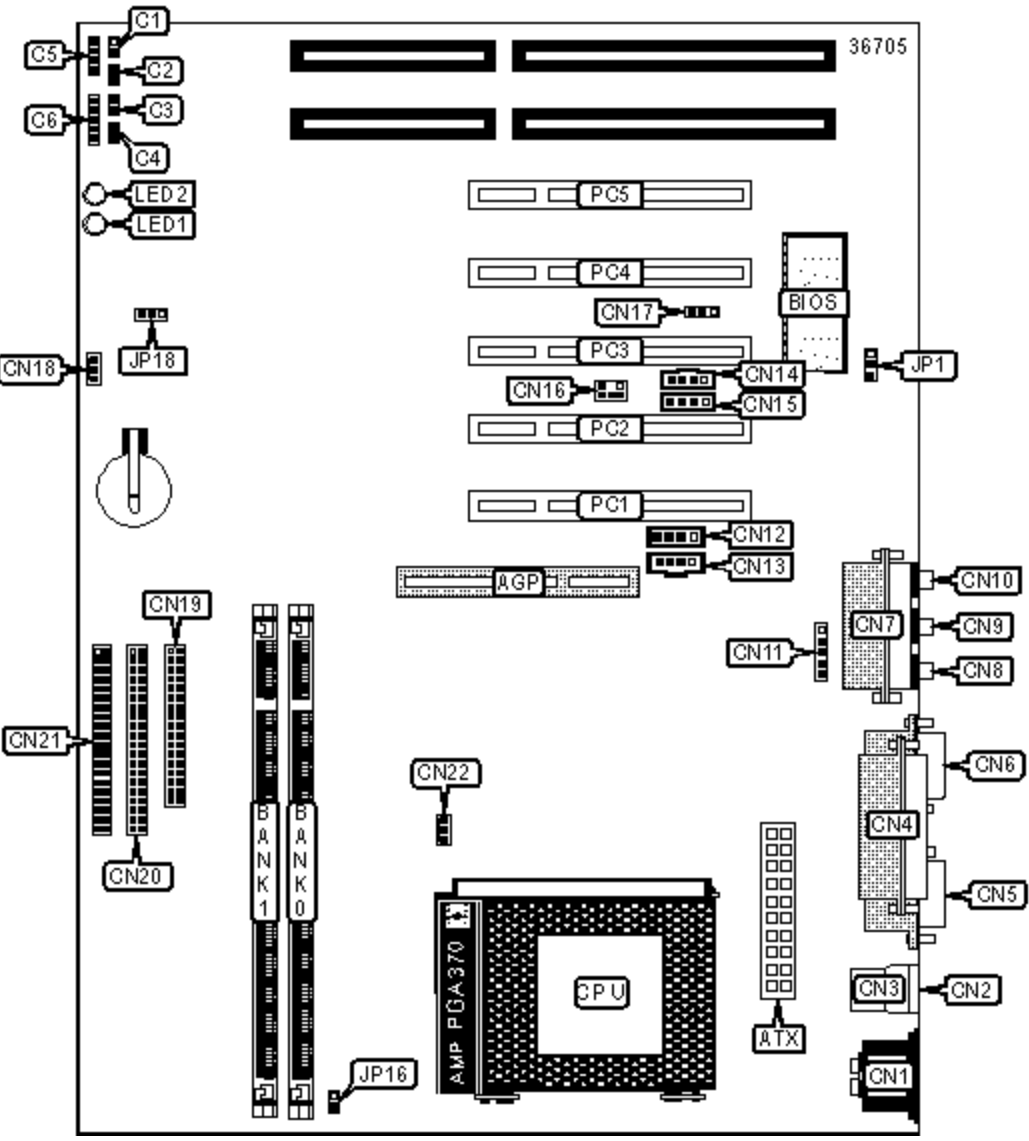 C1
36705
C5
C2
C3
C6
C4
LED2
PC5
LED1
PC4
BIOS
CN17
PC3
JP18
CN18
CN14
JP1
CN16
CN15
PC2
PC1
CN12
CN13
AGP
CN10
CN19
CN7
CN9
CN11
CN8
CN21
CN6
CN22
CN4
BANK1
BANK0
CN20
CN5
AMP PGA370
CPU
CN3
CN2
ATX
JP16
CN1